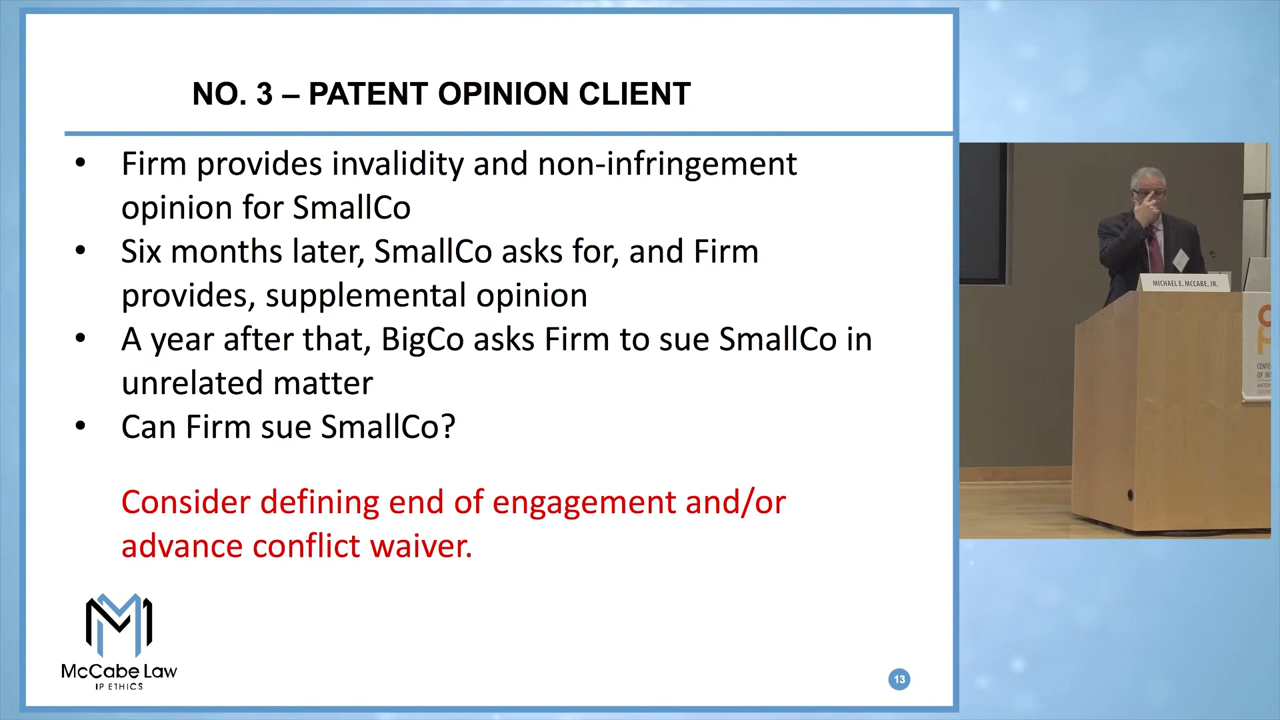 NO. 3 – PATENT OPINION CLIENT
• Firm provides invalidity and non-infringement
opinion for SmallCo
• Six months later, SmallCo asks for, and Firm
provides, supplemental opinion
• A year after that, BigCo asks Firm to sue SmallCo in
unrelated matter
• Can Firm sue SmallCo?
Consider defining end of engagement and/or
advance conflict waiver.
McCabe Law
IP ETHICS
13
MICHAEL E. MCCABE, JR.